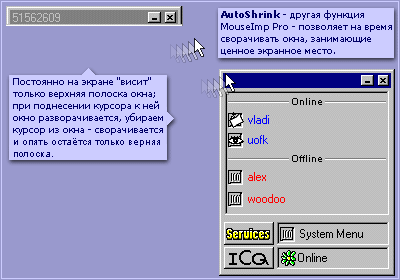 51562609
AutoShrink - другая функция
MouseImp Pro - позволяет на время
сворачивать окна, занимающие
ценное экранное место.
Постоянно на экране "висит"
только верхняя полоска окна;
при поднесении курсора к ней
окно разворачивается, убираем
курсор из окна - сворачивается
и опять остаётся только верная
полоска.
Online
vladi
uofk
Offline
alex
woodoo
Services
System Menu
ICQ
Online